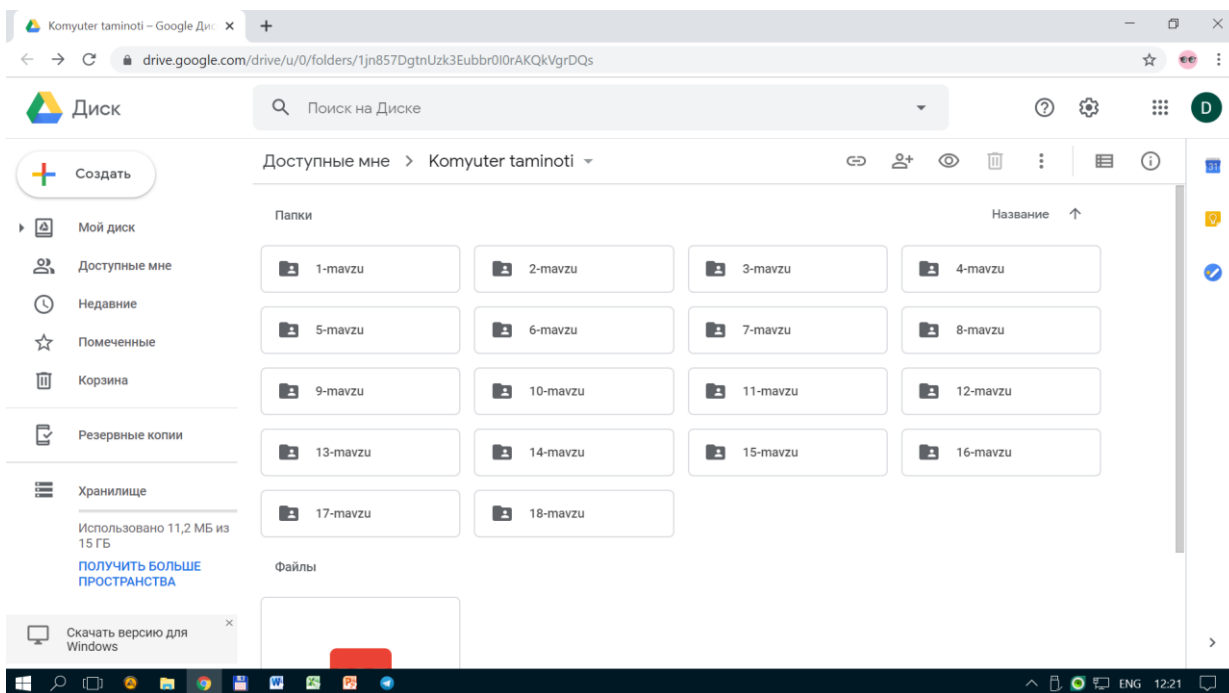 Komyuter taminoti – Google Дис
drive.google.com/drive/u/0/folders/1jn857DgtnUzk3Eubbr0I0rAKQkVgrDQs
Диск
Поиск на Диске
D
Создать
Доступные мне > Komyuter taminoti
31
Мой диск
Доступные мне
Недавние
Помеченные
Корзина
Резервные копии
Хранилище
Использовано 11,2 МБ из
15 ГБ
ПОЛУЧИТЬ БОЛЬШЕ
ПРОСТРАНСТВА
Скачать версию для
Windows
Папки
Название
1-mavzu
2-mavzu
3-mavzu
4-mavzu
5-mavzu
6-mavzu
7-mavzu
8-mavzu
9-mavzu
10-mavzu
11-mavzu
12-mavzu
13-mavzu
14-mavzu
15-mavzu
16-mavzu
17-mavzu
18-mavzu
Файлы
ENG 12:21